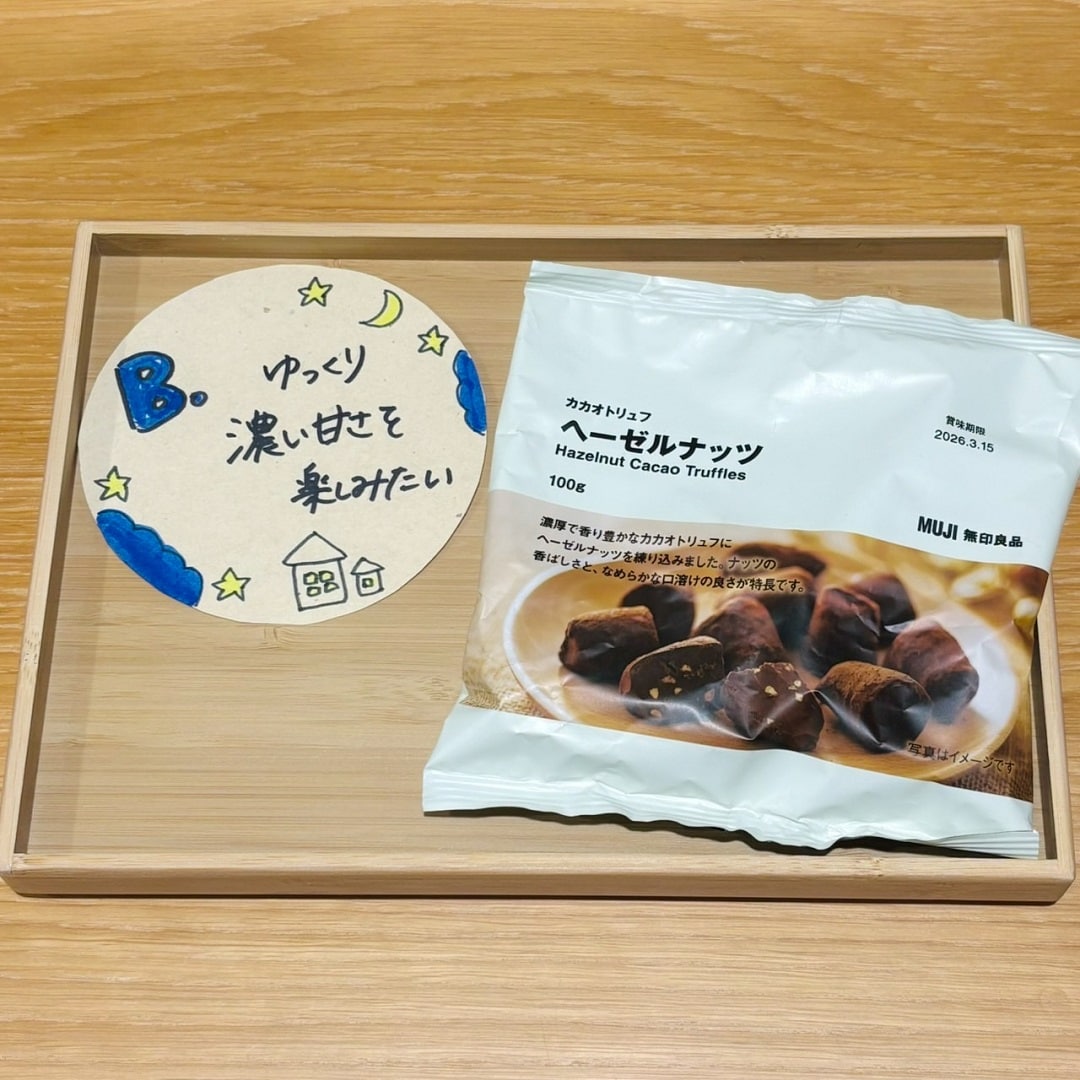 B.
ゆっくり
濃い甘さを
楽しみたい
カカオトリュフ
ヘーゼルナッツ
Hazelnut Cacao Truffles
100g
賞味期限
2026.3.15
MUJI 無印良品
濃厚で香り豊かなカカオトリュフに
ヘーゼルナッツを練り込みました。ナッツの
香ばしさと、なめらかな口溶けの良さが特長です。
写真はイメージです